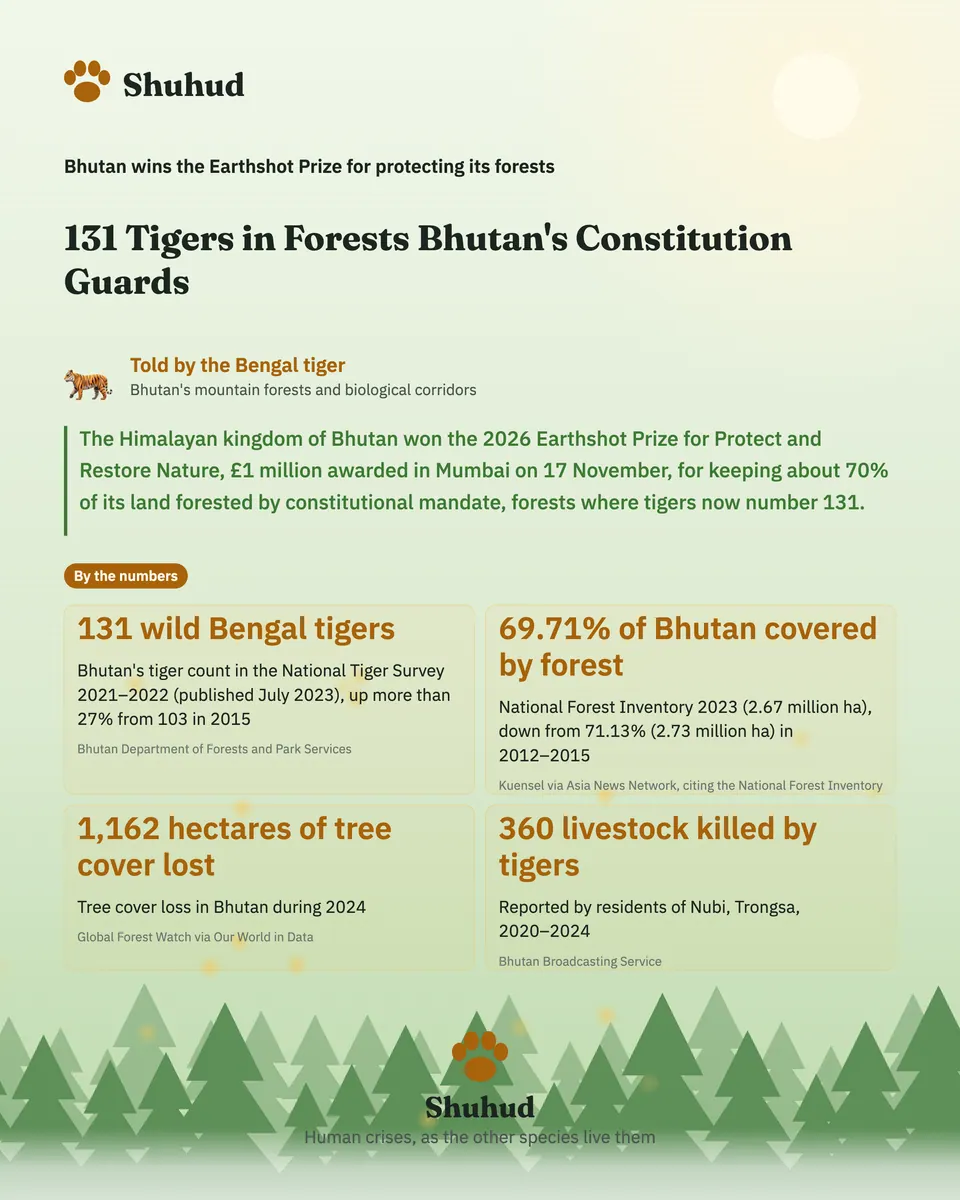 Shuhud
Bhutan wins the Earthshot Prize for protecting its forests
131 Tigers in Forests Bhutan's Constitution
Guards
Told by the Bengal tiger
Bhutan's mountain forests and biological corridors
The Himalayan kingdom of Bhutan won the 2026 Earthshot Prize for Protect and
Restore Nature, £1 million awarded in Mumbai on 17 November, for keeping about 70%
of its land forested by constitutional mandate, forests where tigers now number 131.
By the numbers
131 wild Bengal tigers
Bhutan's tiger count in the National Tiger Survey
2021–2022 (published July 2023), up more than
27% from 103 in 2015
Bhutan Department of Forests and Park Services
69.71% of Bhutan covered
by forest
National Forest Inventory 2023 (2.67 million ha),
down from 71.13% (2.73 million ha) in
2012–2015
Kuensel via Asia News Network, citing the National Forest Inventory
1,162 hectares of tree
cover lost
Tree cover loss in Bhutan during 2024
Global Forest Watch via Our World in Data
360 livestock killed by
tigers
Reported by residents of Nubi, Trongsa,
2020–2024
Bhutan Broadcasting Service
Shuhud
Human crises, as the other species live them